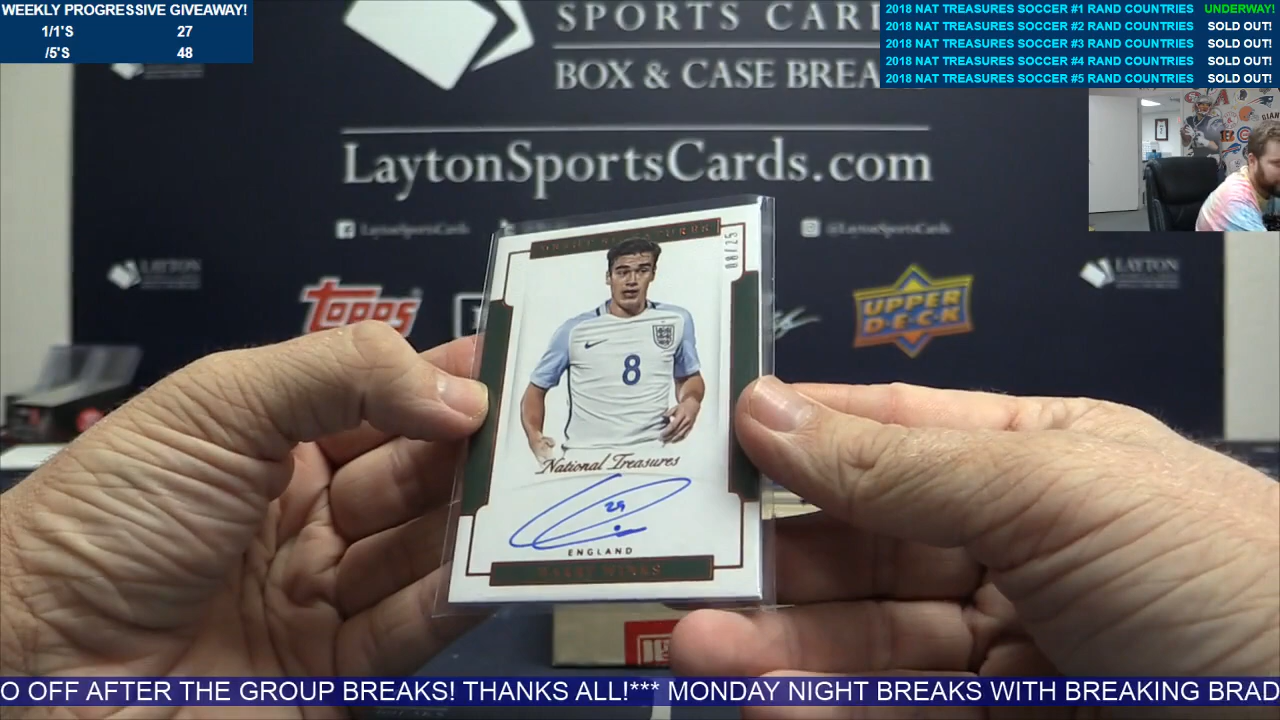 WEEKLY PROGRESSIVE GIVEAWAY!
1/1'S 27
/5'S 48
2018 NAT TREASURES SOCCER #1 RAND COUNTRIES UNDERWAY!
2018 NAT TREASURES SOCCER #2 RAND COUNTRIES SOLD OUT!
2018 NAT TREASURES SOCCER #3 RAND COUNTRIES SOLD OUT!
2018 NAT TREASURES SOCCER #4 RAND COUNTRIES SOLD OUT!
2018 NAT TREASURES SOCCER #5 RAND COUNTRIES SOLD OUT!
SPORTS CAR
BOX & CASE BREA
LaytonSportsCards.com
LaytonSportsCards
@LaytonSportsCards
LAYTON
LAYTON
topps
UPPER DECK
08/25
8
National Treasures
29
ENGLAND
HARRY WINKS
O OFF AFTER THE GROUP BREAKS! THANKS ALL!*** MONDAY NIGHT BREAKS WITH BREAKING BRAD